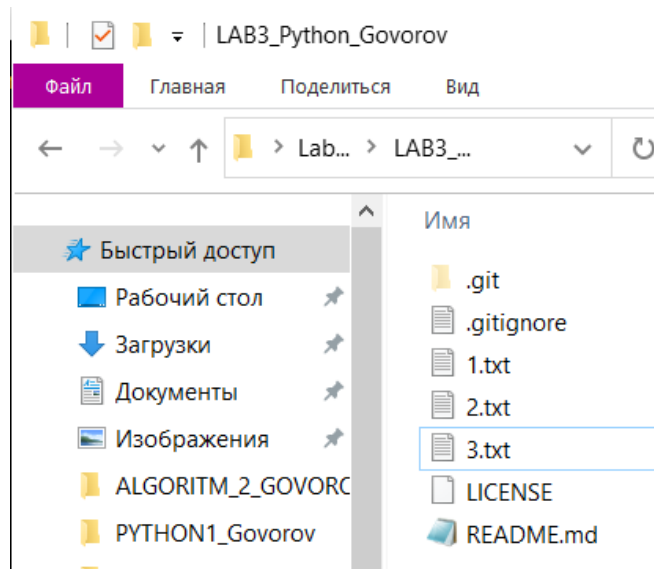 LAB3_Python_Govorov
Файл Главная Поделиться Вид
Lab... > LAB3_...
Имя
Быстрый доступ
Рабочий стол
Загрузки
Документы
Изображения
ALGORITM_2_GOVORC
PYTHON1_Govorov
.git
.gitignore
1.txt
2.txt
3.txt
LICENSE
README.md